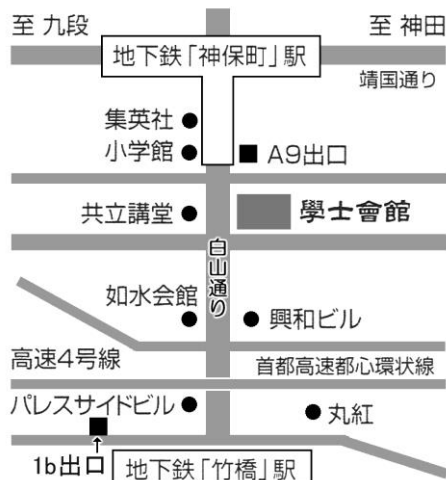 至 九段
至 神田
地下鉄「神保町」駅
靖国通り
集英社
小学館
A9出口
共立講堂
學士會館
白山通り
如水会館
興和ビル
高速4号線
首都高速都心環状線
パレスサイドビル
丸紅
1b出口
地下鉄「竹橋」駅